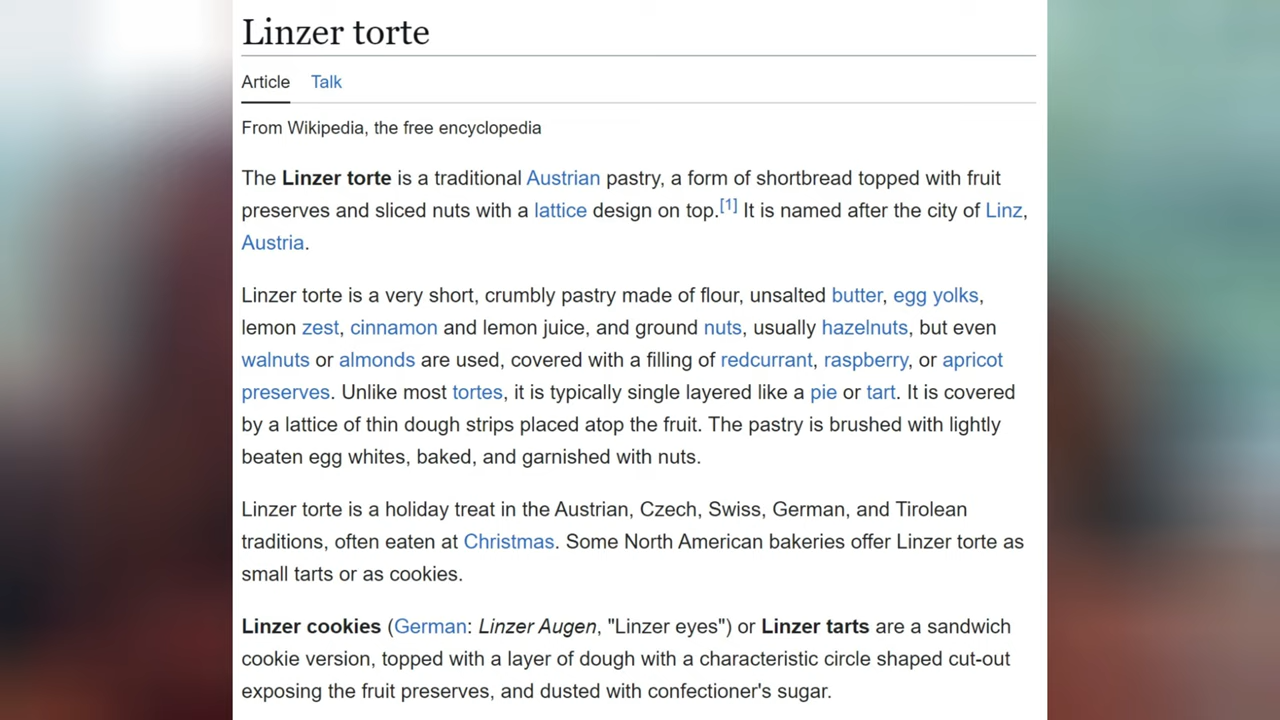 Linzer torte
Article Talk
From Wikipedia, the free encyclopedia
The Linzer torte is a traditional Austrian pastry, a form of shortbread topped with fruit
preserves and sliced nuts with a lattice design on top.[1] It is named after the city of Linz,
Austria.
Linzer torte is a very short, crumbly pastry made of flour, unsalted butter, egg yolks,
lemon zest, cinnamon and lemon juice, and ground nuts, usually hazelnuts, but even
walnuts or almonds are used, covered with a filling of redcurrant, raspberry, or apricot
preserves. Unlike most tortes, it is typically single layered like a pie or tart. It is covered
by a lattice of thin dough strips placed atop the fruit. The pastry is brushed with lightly
beaten egg whites, baked, and garnished with nuts.
Linzer torte is a holiday treat in the Austrian, Czech, Swiss, German, and Tirolean
traditions, often eaten at Christmas. Some North American bakeries offer Linzer torte as
small tarts or as cookies.
Linzer cookies (German: Linzer Augen, "Linzer eyes") or Linzer tarts are a sandwich
cookie version, topped with a layer of dough with a characteristic circle shaped cut-out
exposing the fruit preserves, and dusted with confectioner's sugar.